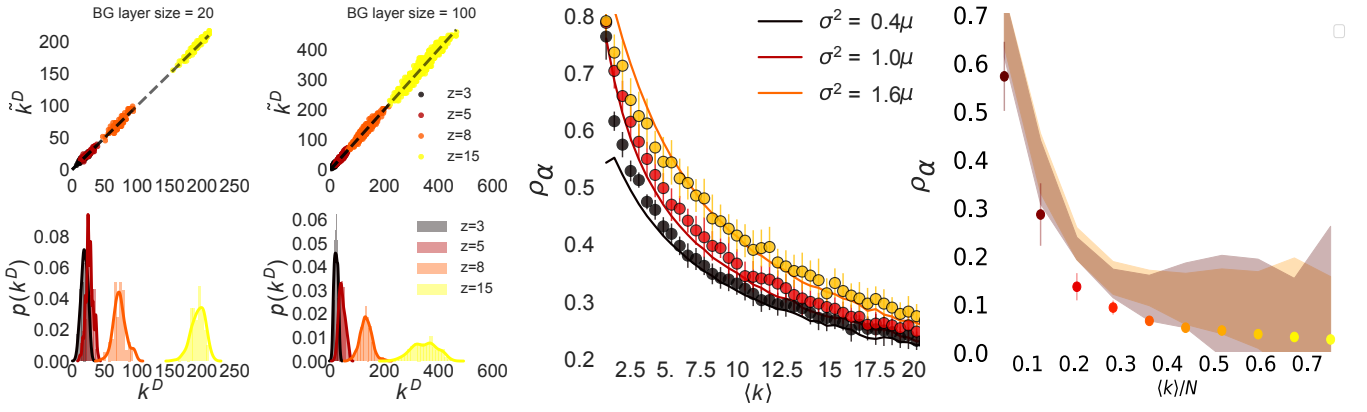 BG layer size = 20
200
150
100
50
0
k̃ᴰ
0 50 100 150 200 250
BG layer size = 100
400
300
200
100
0
k̃ᴰ
z=3
z=5
z=8
z=15
0 200 400 600
0.08
0.06
0.04
0.02
0.00
p(kᴰ)
0 50 100 150 200 250
kᴰ
0.06
0.05
0.04
0.03
0.02
0.01
0.00
p(kᴰ)
z=3
z=5
z=8
z=15
0 200 400 600
kᴰ
0.8
0.7
0.6
0.5
0.4
0.3
0.2
ρα
σ² = 0.4μ
σ² = 1.0μ
σ² = 1.6μ
2.5 5. 7.5 10 12.5 15. 17.5 20
⟨k⟩
0.7
0.6
0.5
0.4
0.3
0.2
0.1
0.0
ρα
0.1 0.2 0.3 0.4 0.5 0.6 0.7
⟨k⟩/N